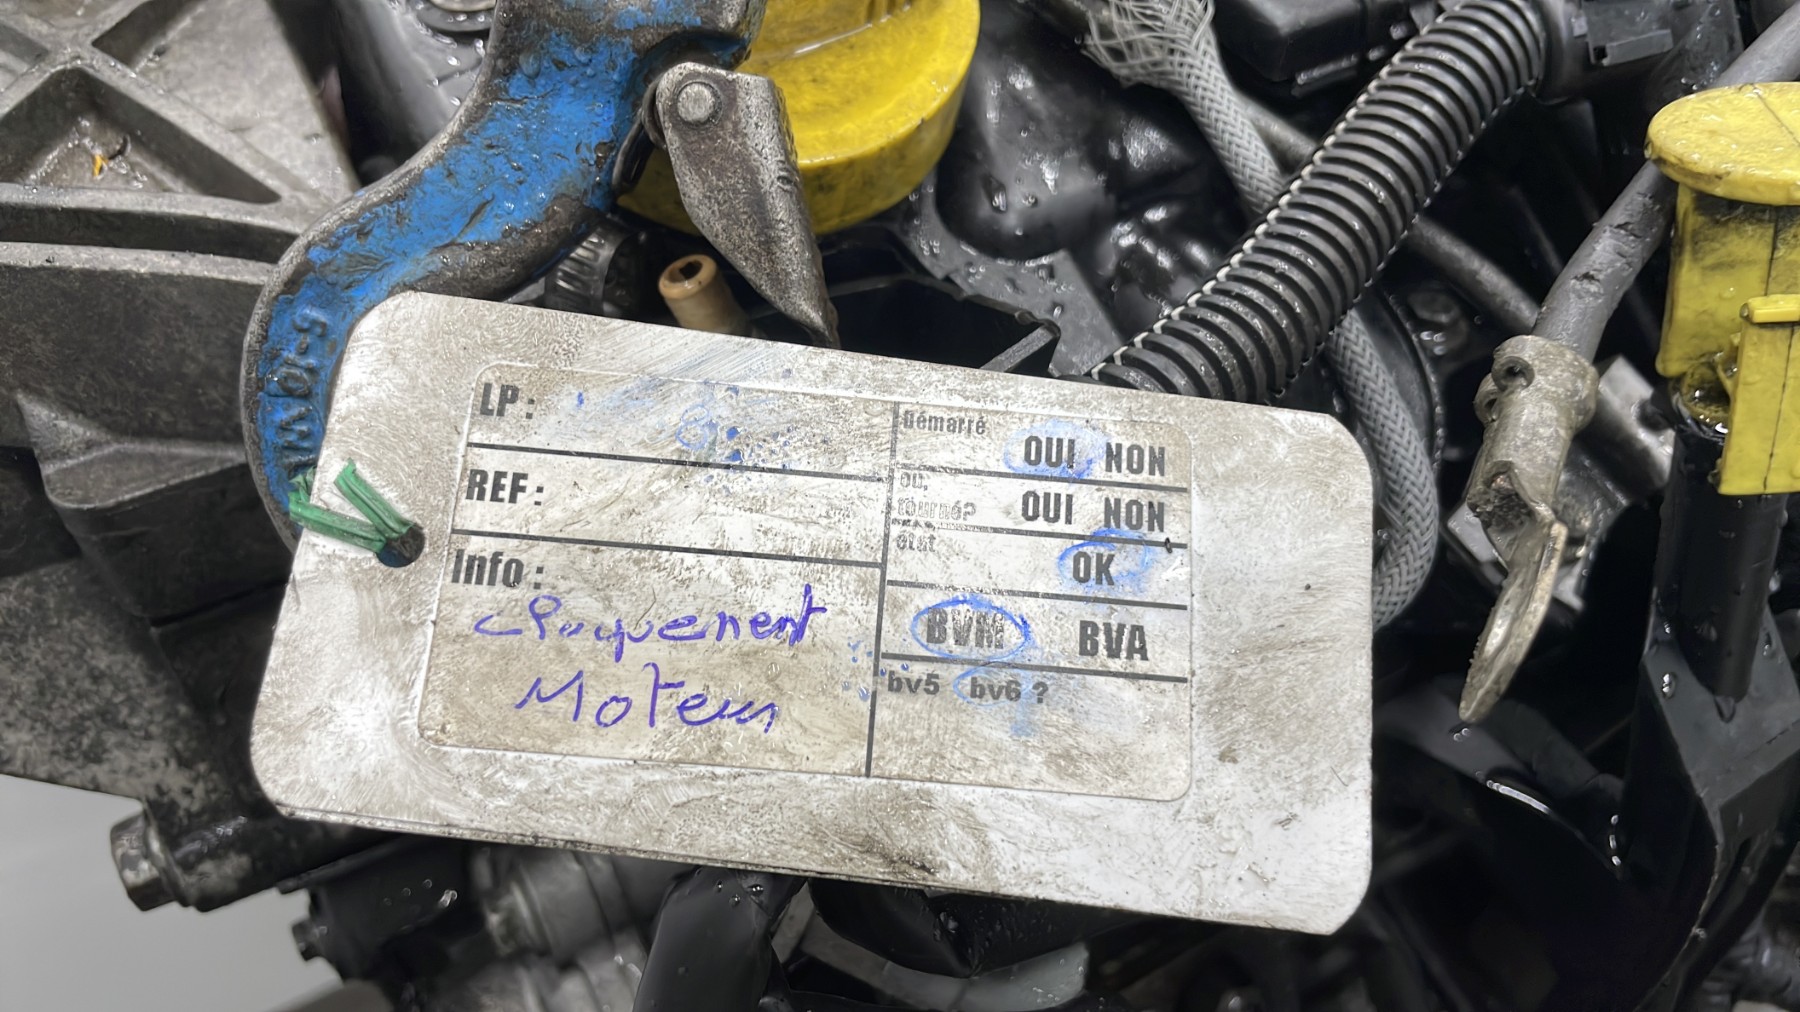 LP :
REF :
Info :
claquement
Moteur
Démarré
OUI NON
ou,
tourné?
OUI NON
état
OK
BVM BVA
bv5 bv6 ?